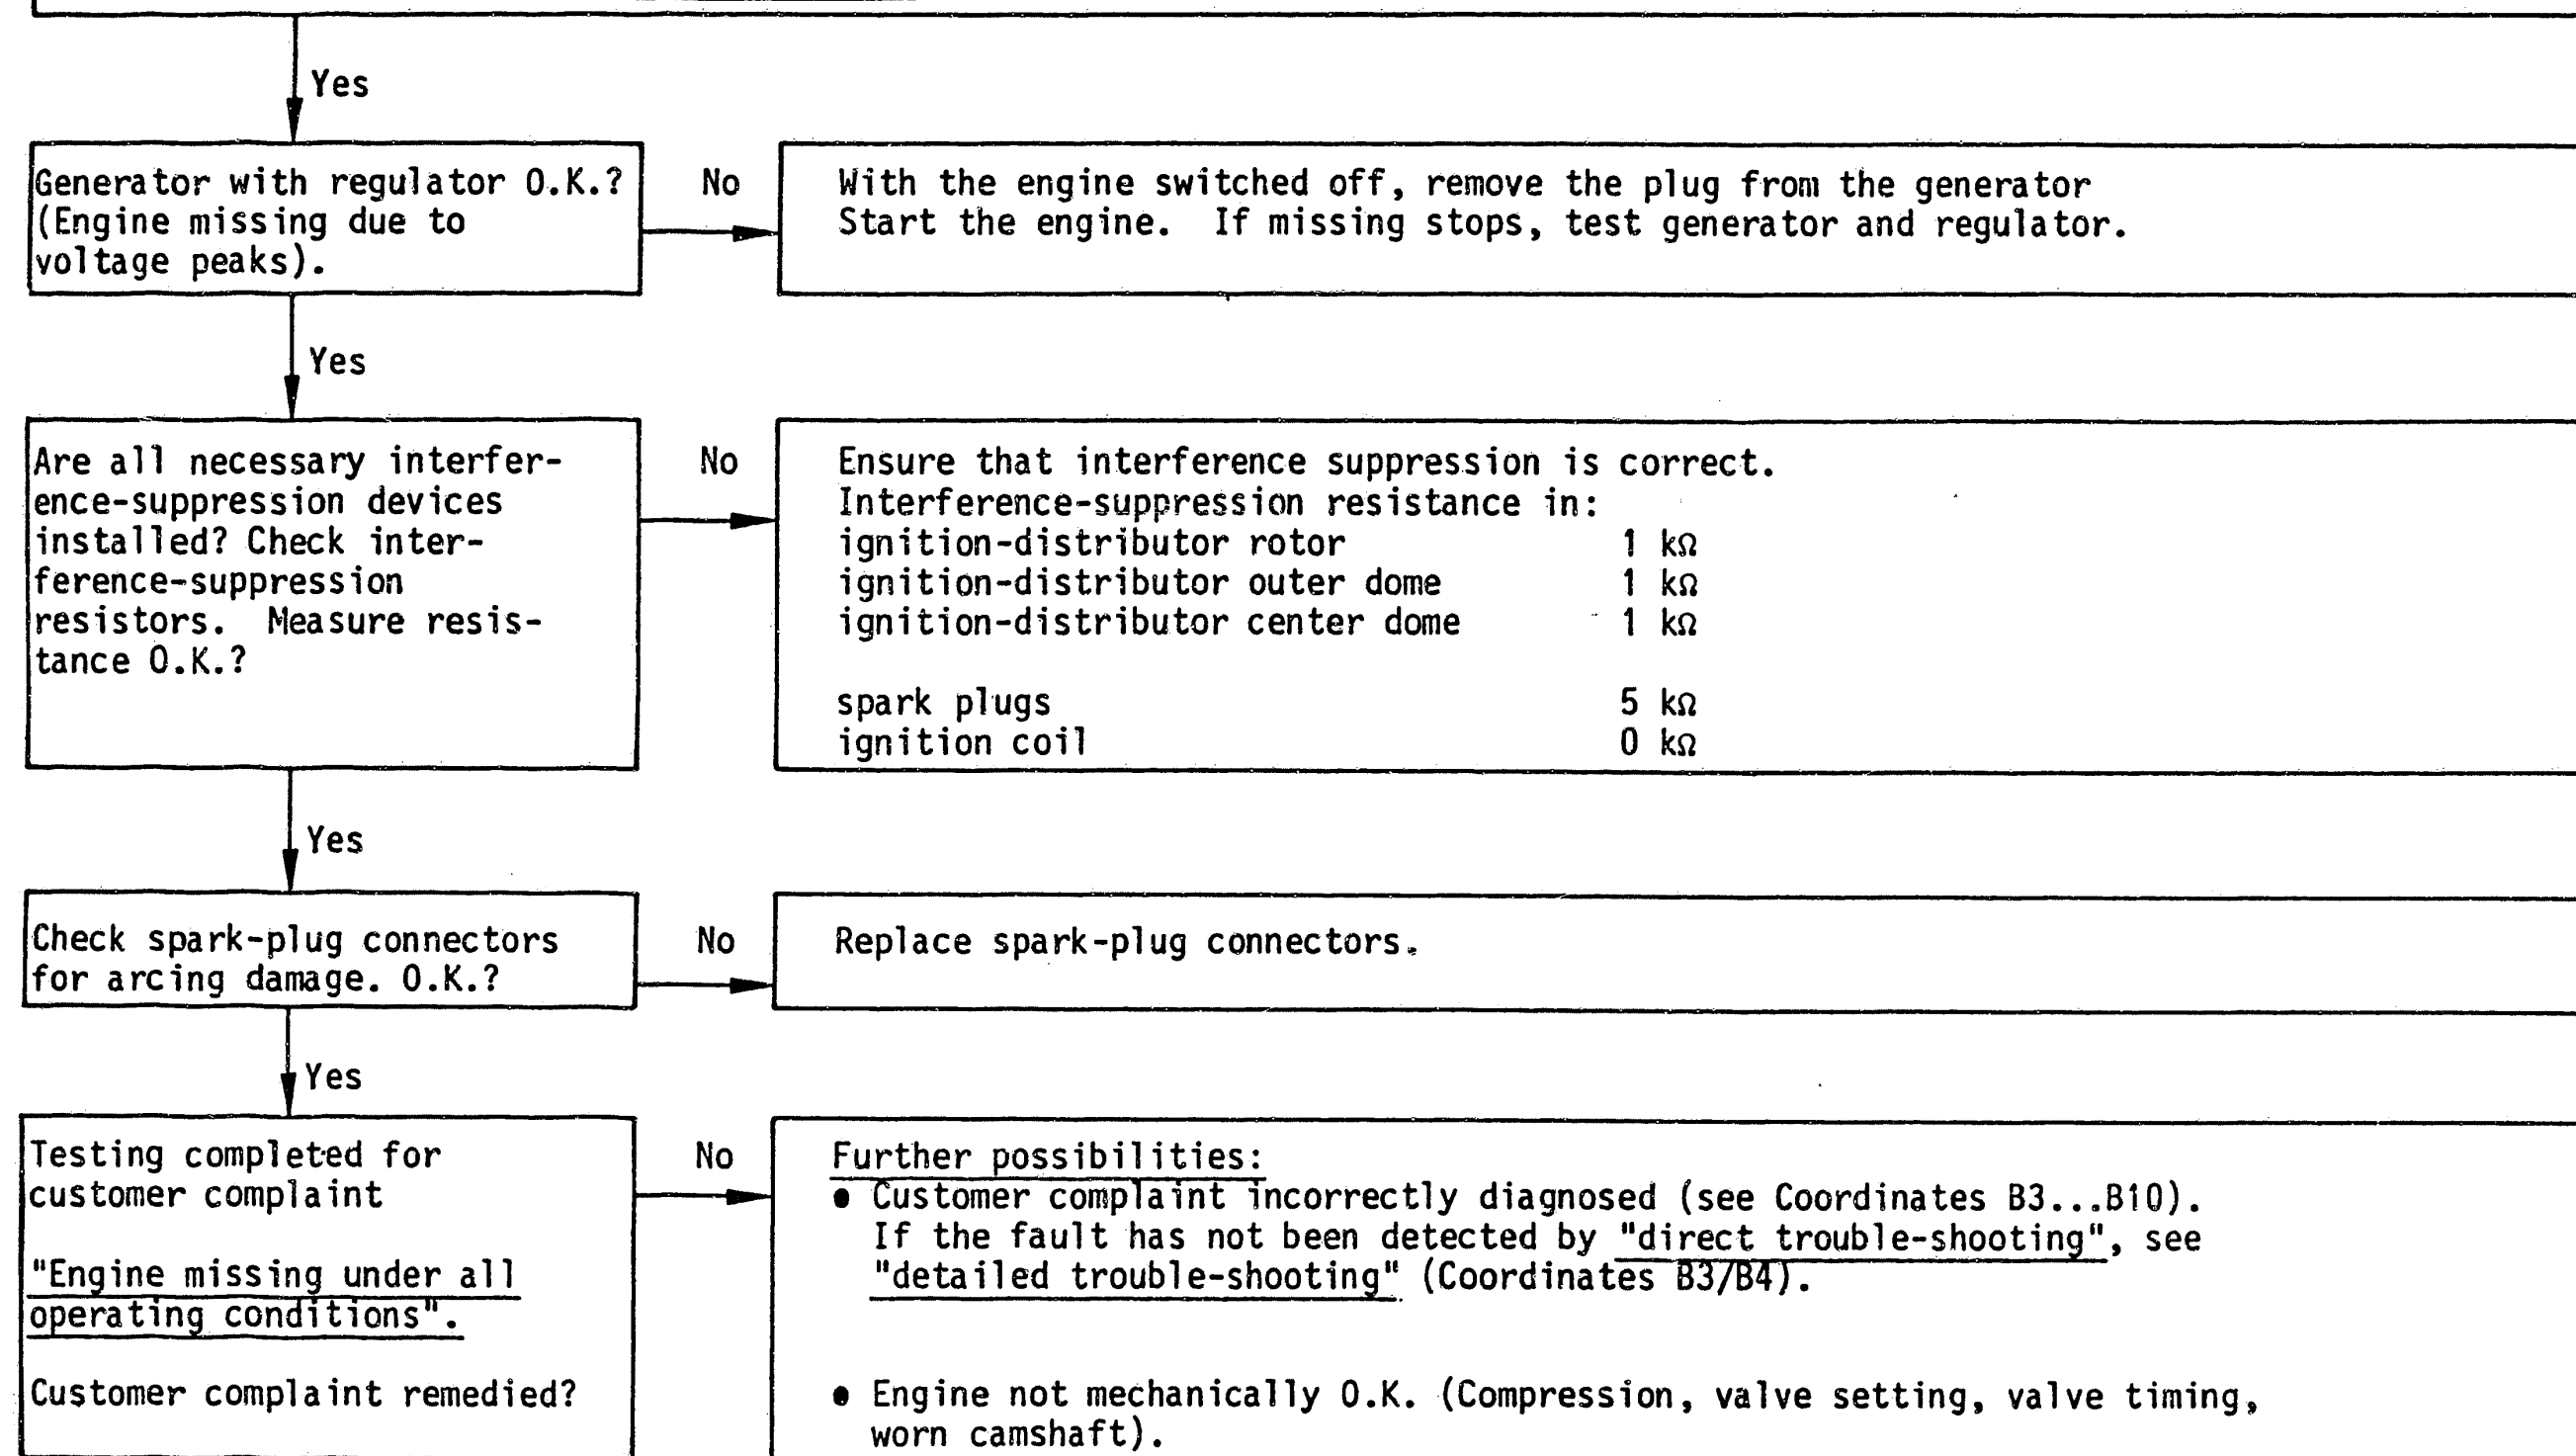 Yes
Generator with regulator O.K.?
(Engine missing due to
voltage peaks).
No
With the engine switched off, remove the plug from the generator
Start the engine.  If missing stops, test generator and regulator.
Yes
Are all necessary interfer-
ence-suppression devices
installed? Check inter-
ference-suppression
resistors.  Measure resis-
tance O.K.?
No
Ensure that interference suppression is correct.
Interference-suppression resistance in:
ignition-distributor rotor 1 kΩ
ignition-distributor outer dome 1 kΩ
ignition-distributor center dome 1 kΩ
spark plugs 5 kΩ
ignition coil 0 kΩ
Yes
Check spark-plug connectors
for arcing damage. O.K.?
No
Replace spark-plug connectors.
Yes
Testing completed for
customer complaint
"Engine missing under all
operating conditions".
Customer complaint remedied?
No
Further possibilities:
● Customer complaint incorrectly diagnosed (see Coordinates B3...B10).
If the fault has not been detected by "direct trouble-shooting", see
"detailed trouble-shooting" (Coordinates B3/B4).
● Engine not mechanically O.K. (Compression, valve setting, valve timing,
worn camshaft).